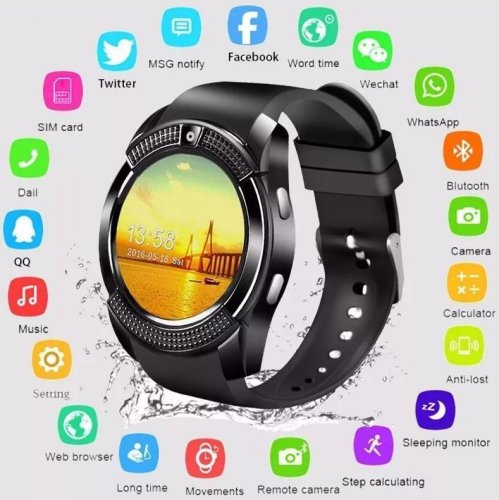 Facebook
MSG notify
Word time
Twitter
Wechat
SIM card
WhatsApp
Dail
Blutooth
QQ
Camera
13:58
2016-05-18 Sat
Music
Calculator
Setting
Anti-lost
Web browser
Sleeping monitor
Long time
Movements
Remote camera
Step calculating